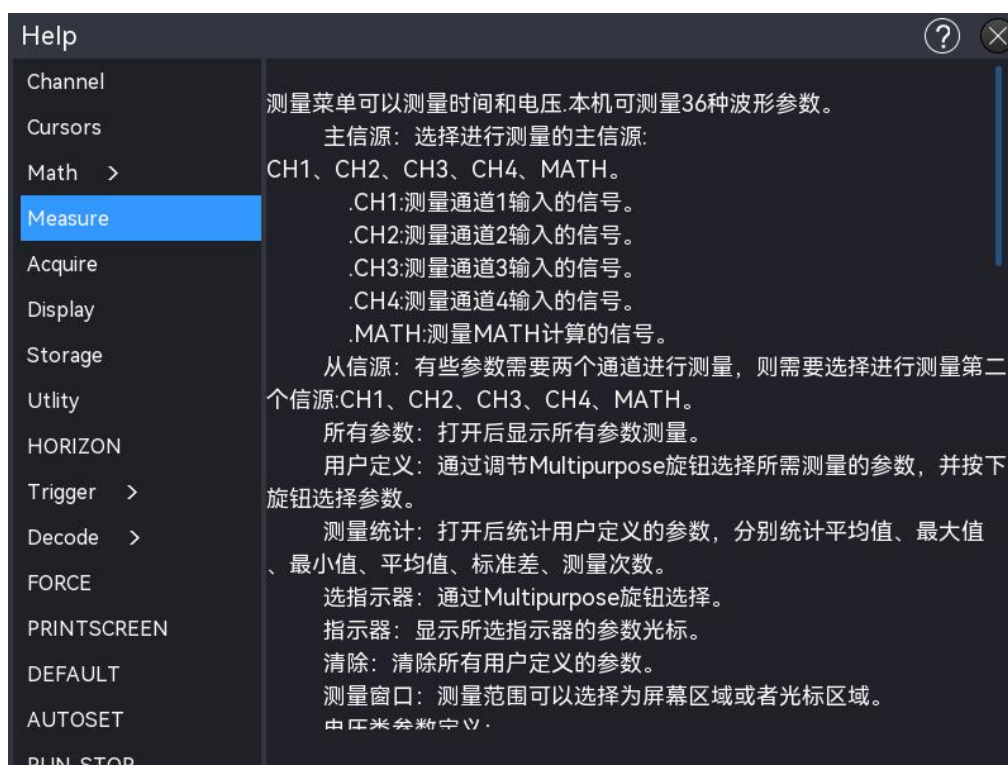 Help
?
Channel
Cursors
Math >
Measure
Acquire
Display
Storage
Utlity
HORIZON
Trigger >
Decode >
FORCE
PRINTSCREEN
DEFAULT
AUTOSET
RUN STOP
测量菜单可以测量时间和电压.本机可测量36种波形参数。
主信源：选择进行测量的主信源:
CH1、CH2、CH3、CH4、MATH。
.CH1:测量通道1输入的信号。
.CH2:测量通道2输入的信号。
.CH3:测量通道3输入的信号。
.CH4:测量通道4输入的信号。
.MATH:测量MATH计算的信号。
从信源：有些参数需要两个通道进行测量，则需要选择进行测量第二
个信源:CH1、CH2、CH3、CH4、MATH。
所有参数：打开后显示所有参数测量。
用户定义：通过调节Multipurpose旋钮选择所需测量的参数，并按下
旋钮选择参数。
测量统计：打开后统计用户定义的参数，分别统计平均值、最大值
、最小值、平均值、标准差、测量次数。
选指示器：通过Multipurpose旋钮选择。
指示器：显示所选指示器的参数光标。
清除：清除所有用户定义的参数。
测量窗口：测量范围可以选择为屏幕区域或者光标区域。
电压类参数定义: